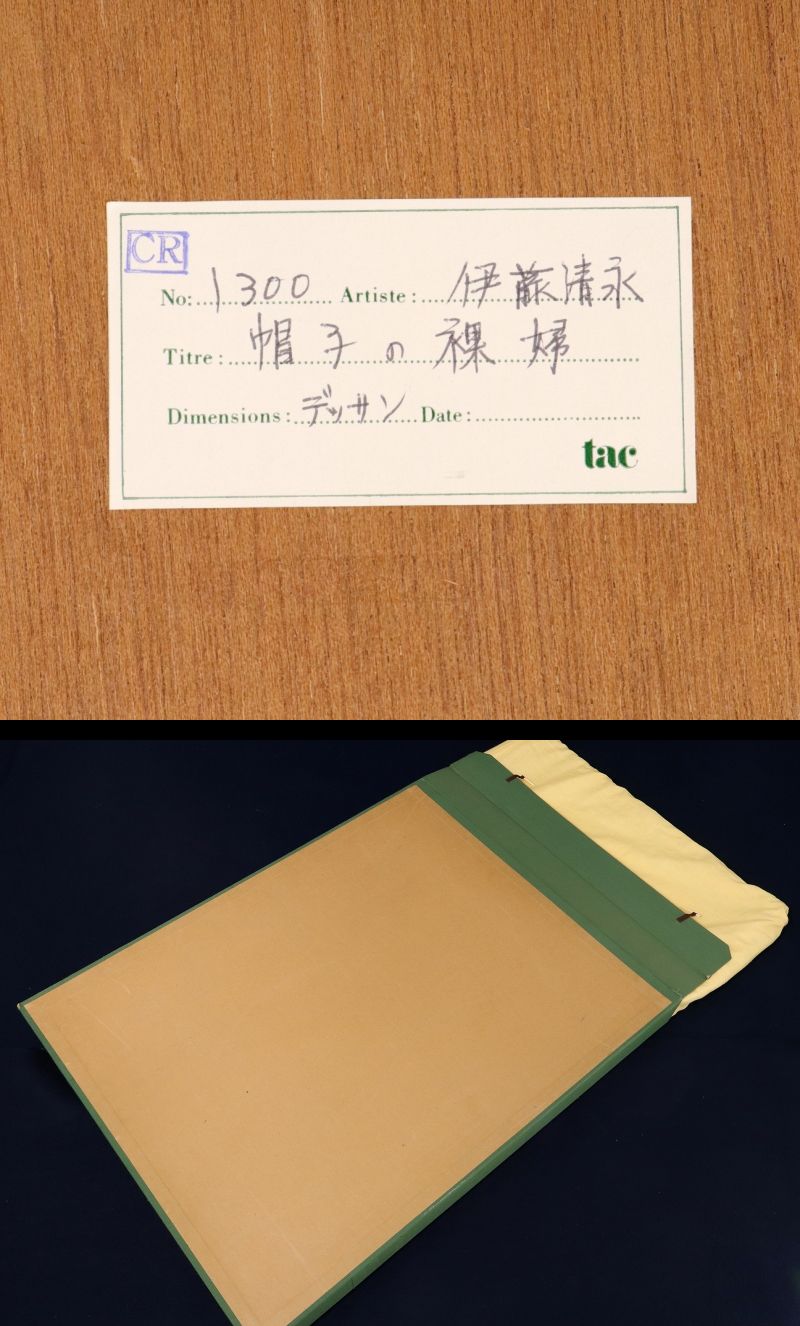 CR
No: 1300 Artiste: 伊藤清永
Titre: 帽子の裸婦
Dimensions: デッサン Date:
tac